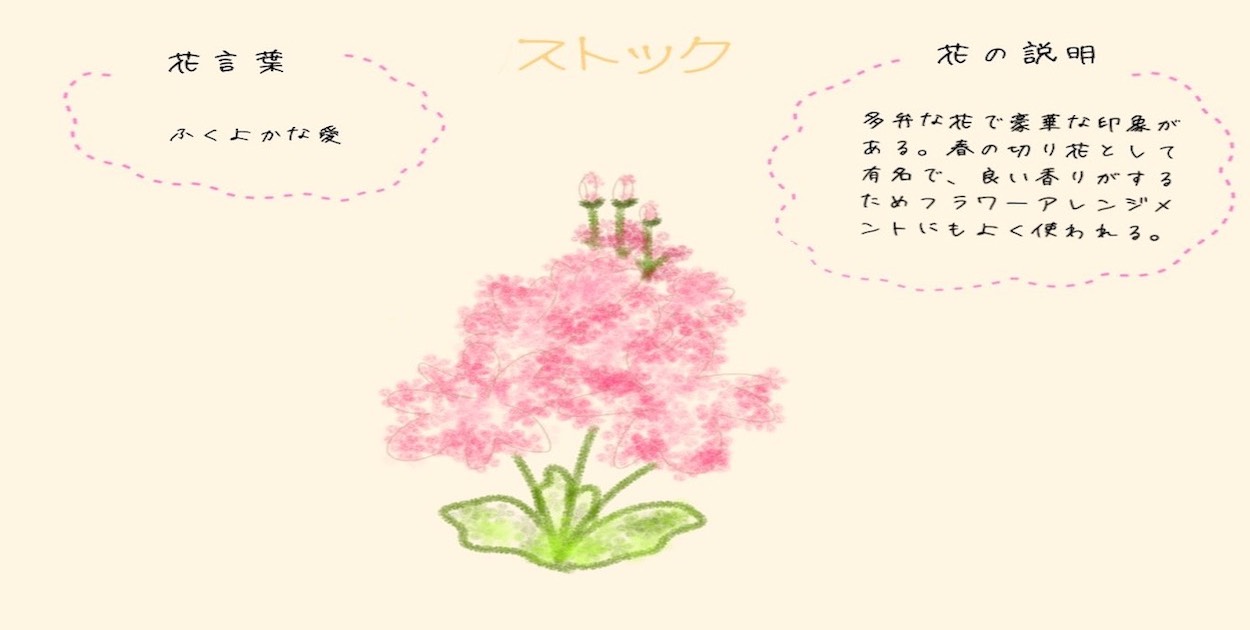 ストック
花言葉
ふくよかな愛
花の説明
多弁な花で豪華な印象が
ある。春の切り花として
有名で、良い香りがする
ためフラワーアレンジメ
ントにもよく使われる。